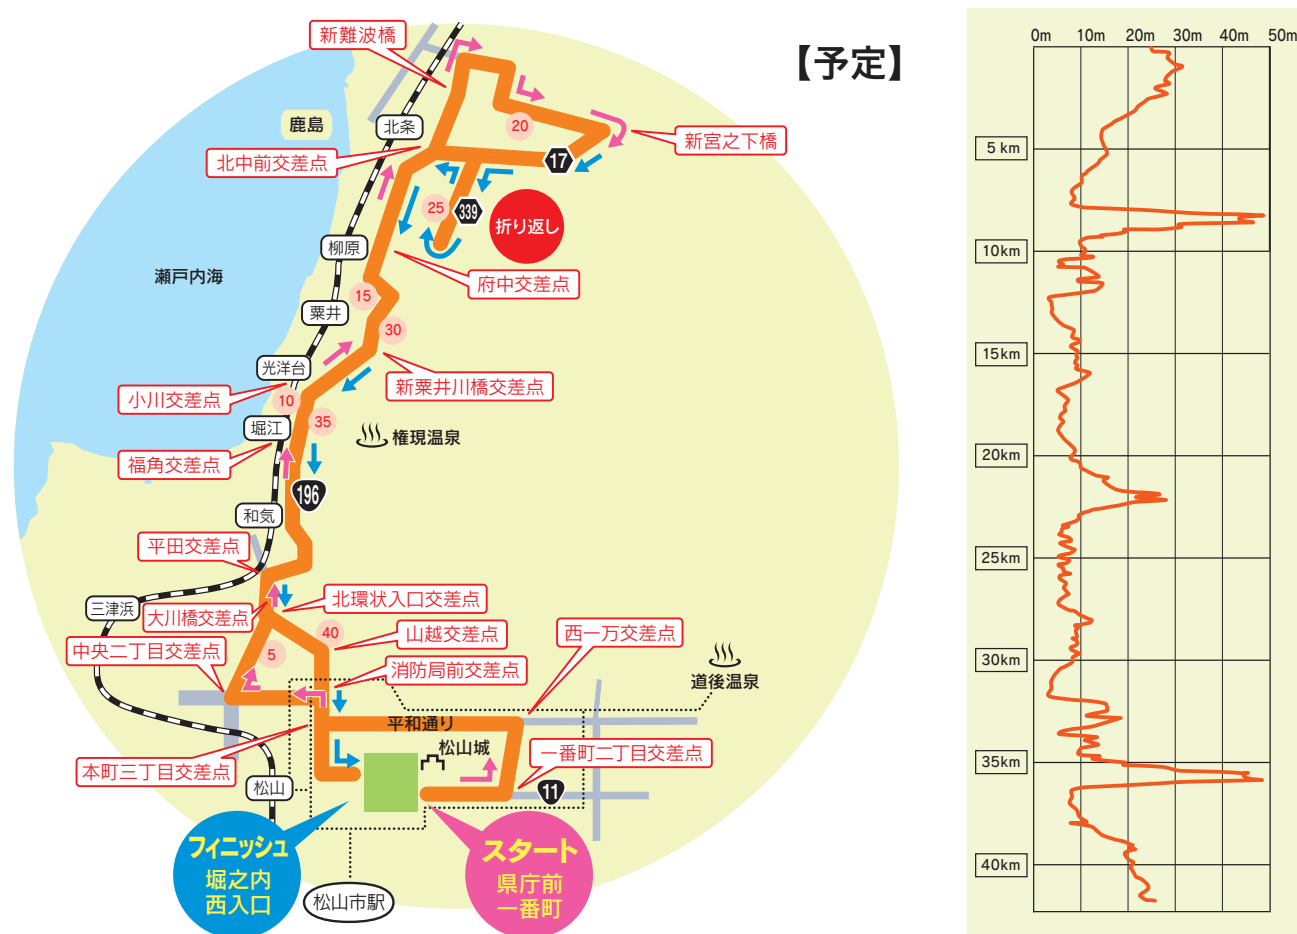 新難波橋
【予定】
鹿島
北条
20
新宮之下橋
北中前交差点
17
25
339
折り返し
柳原
瀬戸内海
府中交差点
15
粟井
30
光洋台
新粟井川橋交差点
小川交差点
10
35
堀江
権現温泉
福角交差点
196
和気
平田交差点
三津浜
大川橋交差点
北環状入口交差点
40
山越交差点
西一万交差点
中央二丁目交差点
5
消防局前交差点
道後温泉
平和通り
松山城
一番町二丁目交差点
本町三丁目交差点
松山
11
フィニッシュ
堀之内
西入口
スタート
県庁前
一番町
松山市駅
0m 10m 20m 30m 40m 50m
5 km
10km
15km
20km
25km
30km
35km
40km